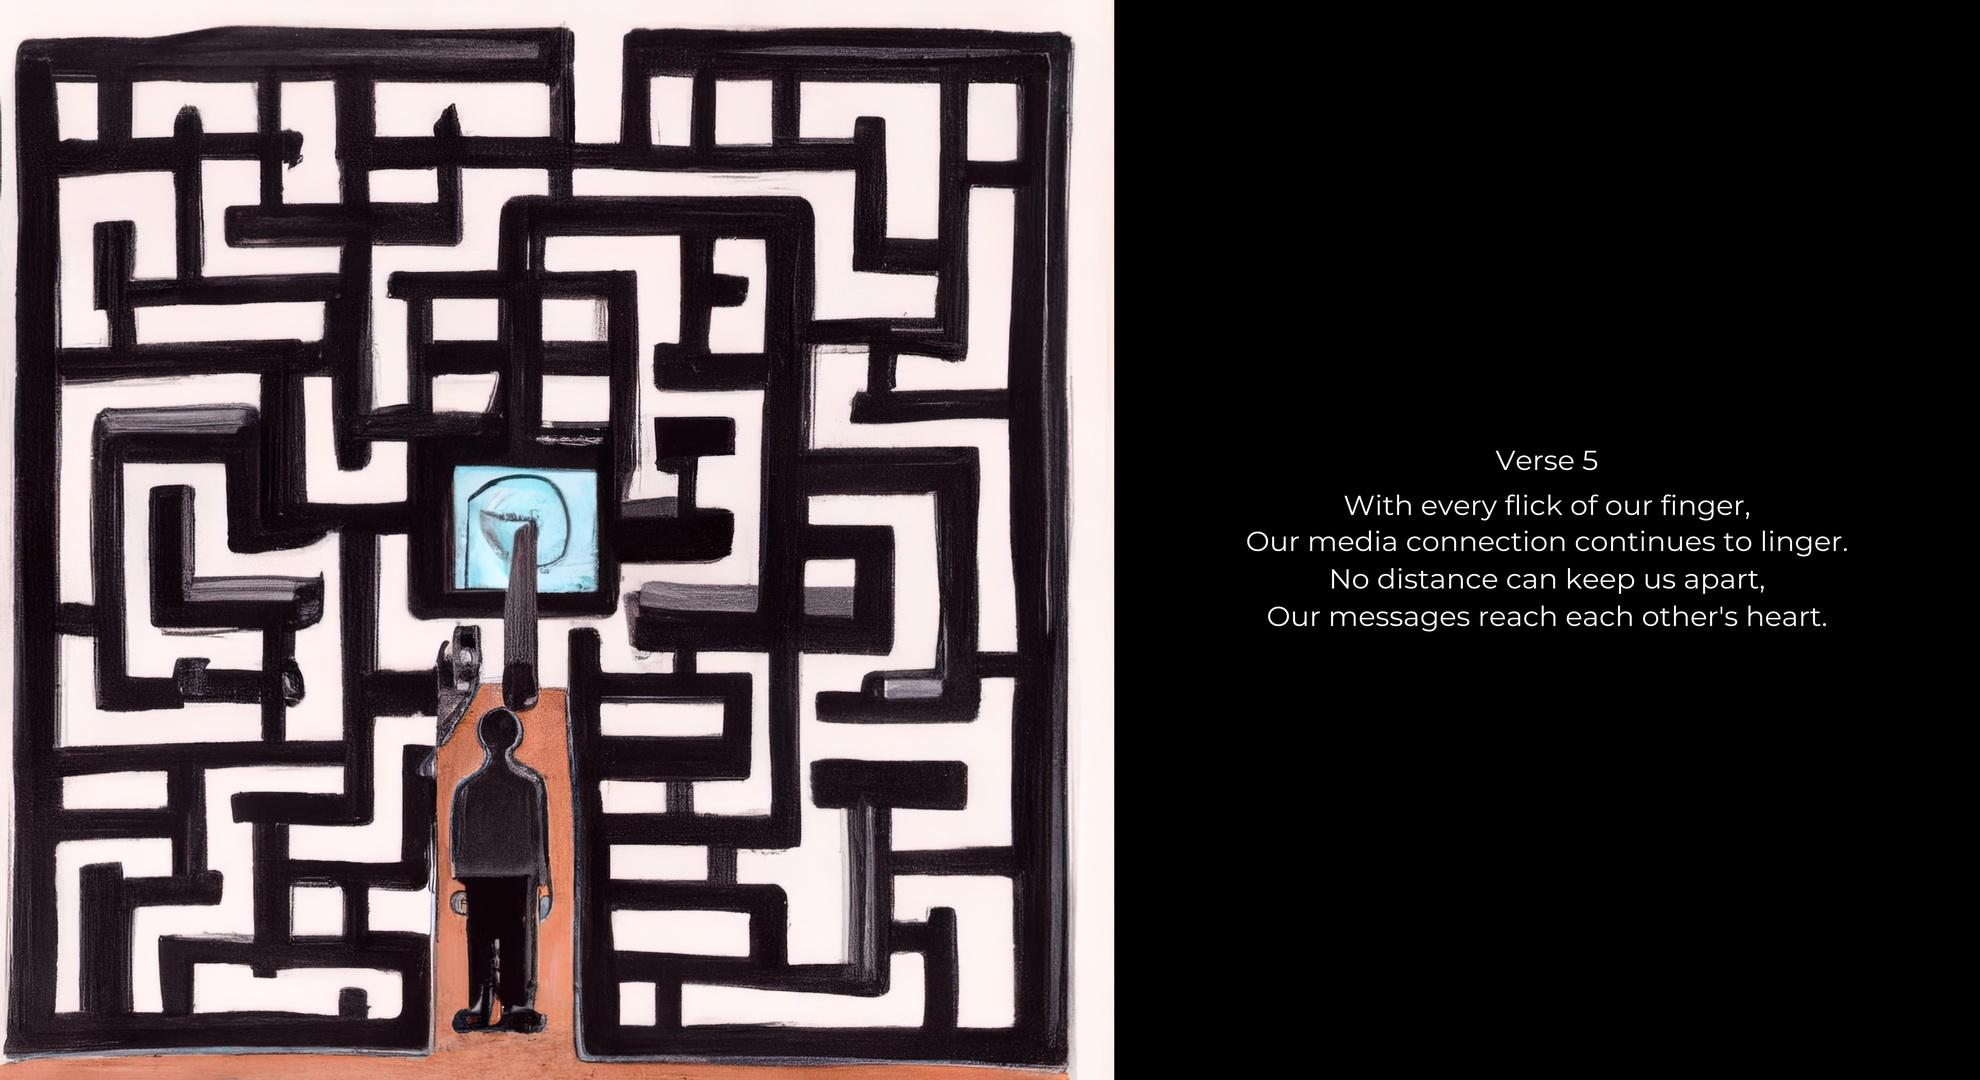 Verse 5
With every flick of our finger,
Our media connection continues to linger.
No distance can keep us apart,
Our messages reach each other's heart.